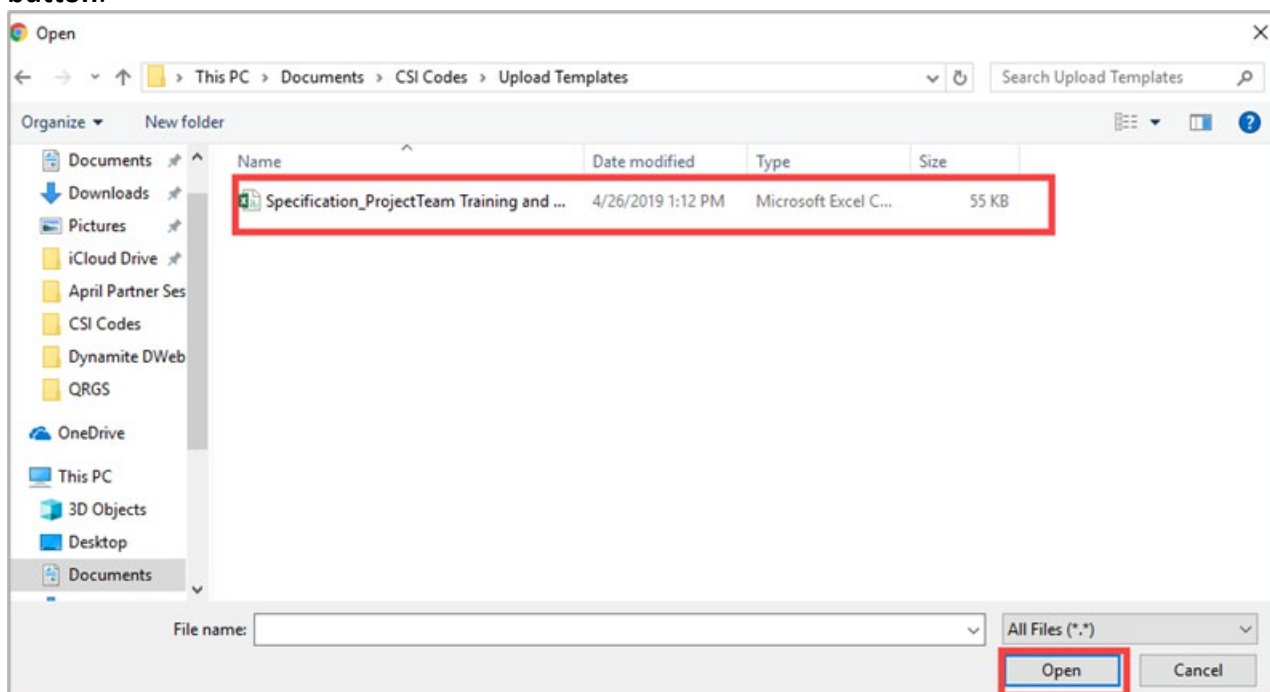 Open
This PC > Documents > CSI Codes > Upload Templates
Search Upload Templates
Organize
New folder
Name
Date modified
Type
Size
Specification_ProjectTeam Training and ...
4/26/2019 1:12 PM
Microsoft Excel C...
55 KB
Documents
Downloads
Pictures
iCloud Drive
April Partner Ses
CSI Codes
Dynamite DWeb
QRGS
OneDrive
This PC
3D Objects
Desktop
Documents
File name:
All Files (*.*)
Open
Cancel